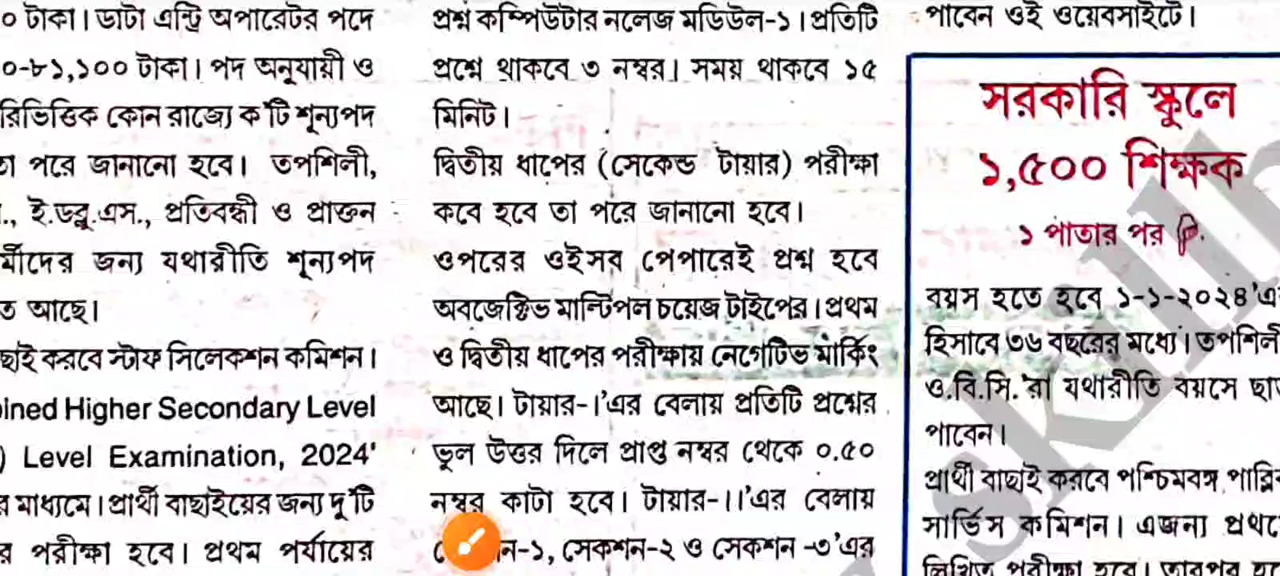 ০ টাকা। ডাটা এন্ট্রি অপারেটর পদে
০-৮১,১০০ টাকা। পদ অনুযায়ী ও
রিভিত্তিক কোন রাজ্যে ক'টি শূন্যপদ
তা পরে জানানো হবে। তপশিলী,
., ই.ডব্লু.এস., প্রতিবন্ধী ও প্রাক্তন
র্মীদের জন্য যথারীতি শূন্যপদ
ত আছে।
ছাই করবে স্টাফ সিলেকশন কমিশন।
ined Higher Secondary Level
) Level Examination, 2024'
র মাধ্যমে। প্রার্থী বাছাইয়ের জন্য দু'টি
র পরীক্ষা হবে। প্রথম পর্যায়ের
প্রশ্ন কম্পিউটার নলেজ মডিউল-১। প্রতিটি
প্রশ্নে থাকবে ৩ নম্বর। সময় থাকবে ১৫
মিনিট।
দ্বিতীয় ধাপের (সেকেন্ড টায়ার) পরীক্ষা
কবে হবে তা পরে জানানো হবে।
ওপরের ওইসব পেপারেই প্রশ্ন হবে
অবজেক্টিভ মাল্টিপল চয়েজ টাইপের। প্রথম
ও দ্বিতীয় ধাপের পরীক্ষায় নেগেটিভ মার্কিং
আছে। টায়ার-।'এর বেলায় প্রতিটি প্রশ্নের
ভুল উত্তর দিলে প্রাপ্ত নম্বর থেকে ০.৫০
নম্বর কাটা হবে। টায়ার-।।'এর বেলায়
ন-১, সেকশন-২ ও সেকশন -৩'এর
পাবেন ওই ওয়েবসাইটে।
সরকারি স্কুলে
১,৫০০ শিক্ষক
১ পাতার পর
বয়স হতে হবে ১-১-২০২৪'এর
হিসাবে ৩৬ বছরের মধ্যে। তপশিলী
ও.বি.সি.'রা যথারীতি বয়সে ছা
পাবেন।
প্রার্থী বাছাই করবে পশ্চিমবঙ্গ পাব্লি
সার্ভিস কমিশন। এজন্য প্রথমে
লিখিত পরীক্ষা হবে। তারপর